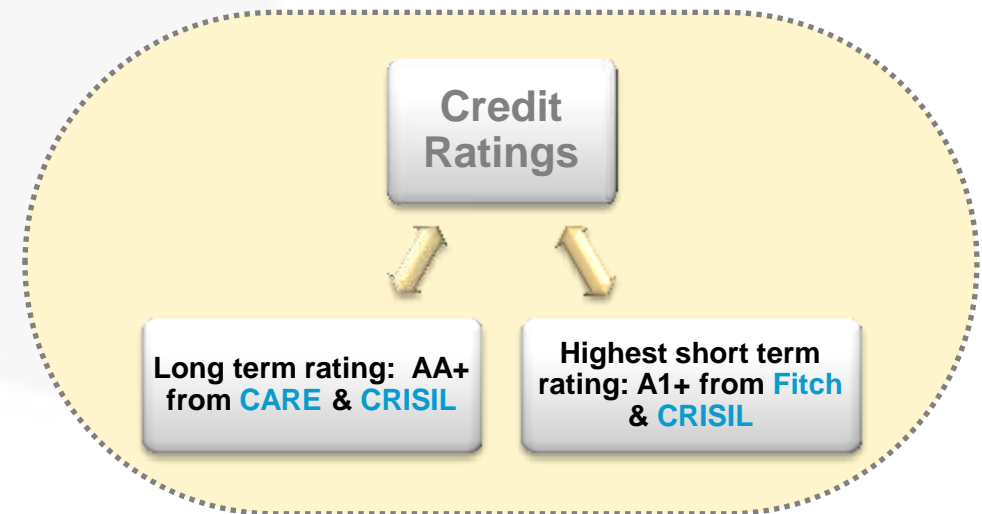 Credit
Ratings
Long term rating: AA+
from CARE & CRISIL
Highest short term
rating: A1+ from Fitch
& CRISIL